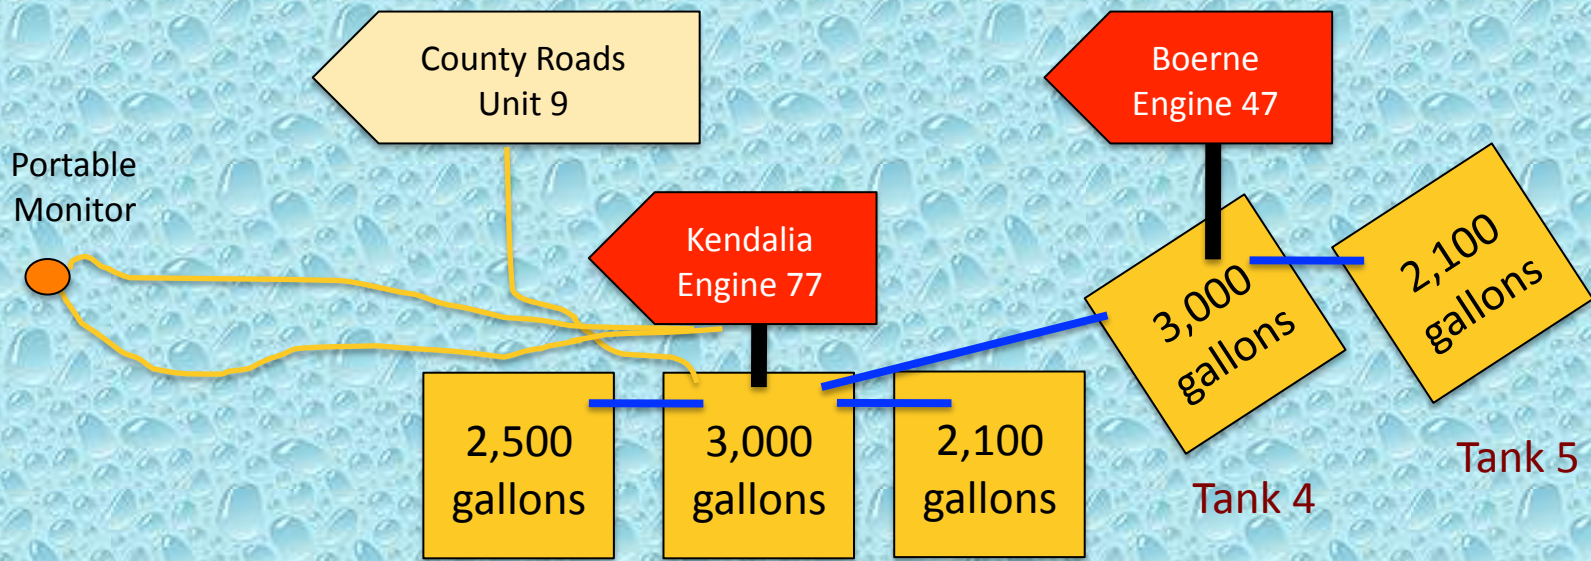 County Roads
Unit 9
Boerne
Engine 47
Portable
Monitor
Kendalia
Engine 77
3,000
gallons
2,100
gallons
2,500
gallons
3,000
gallons
2,100
gallons
Tank 4
Tank 5